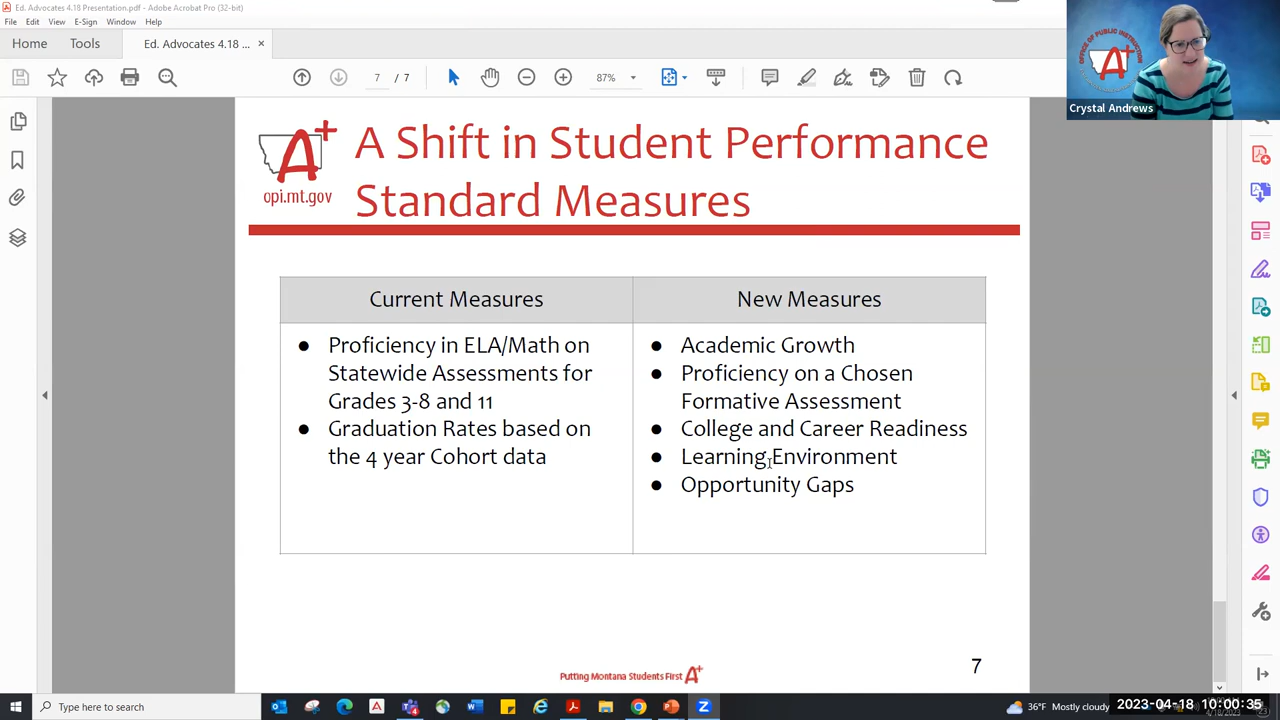 Ed. Advocates 4.18 Presentation.pdf - Adobe Acrobat Pro (32-bit)
File Edit View E-Sign Window Help
Home Tools Ed. Advocates 4.18 ... ×
7 / 7 87%
OFFICE OF PUBLIC INSTRUCTION
A+
Crystal Andrews
A+
opi.mt.gov
A Shift in Student Performance
Standard Measures
Current Measures
● Proficiency in ELA/Math on
Statewide Assessments for
Grades 3-8 and 11
● Graduation Rates based on
the 4 year Cohort data
New Measures
● Academic Growth
● Proficiency on a Chosen
Formative Assessment
● College and Career Readiness
● Learning Environment
● Opportunity Gaps
Putting Montana Students First A+
7
Type here to search
36°F Mostly cloudy
2023-04-18 10:00:35